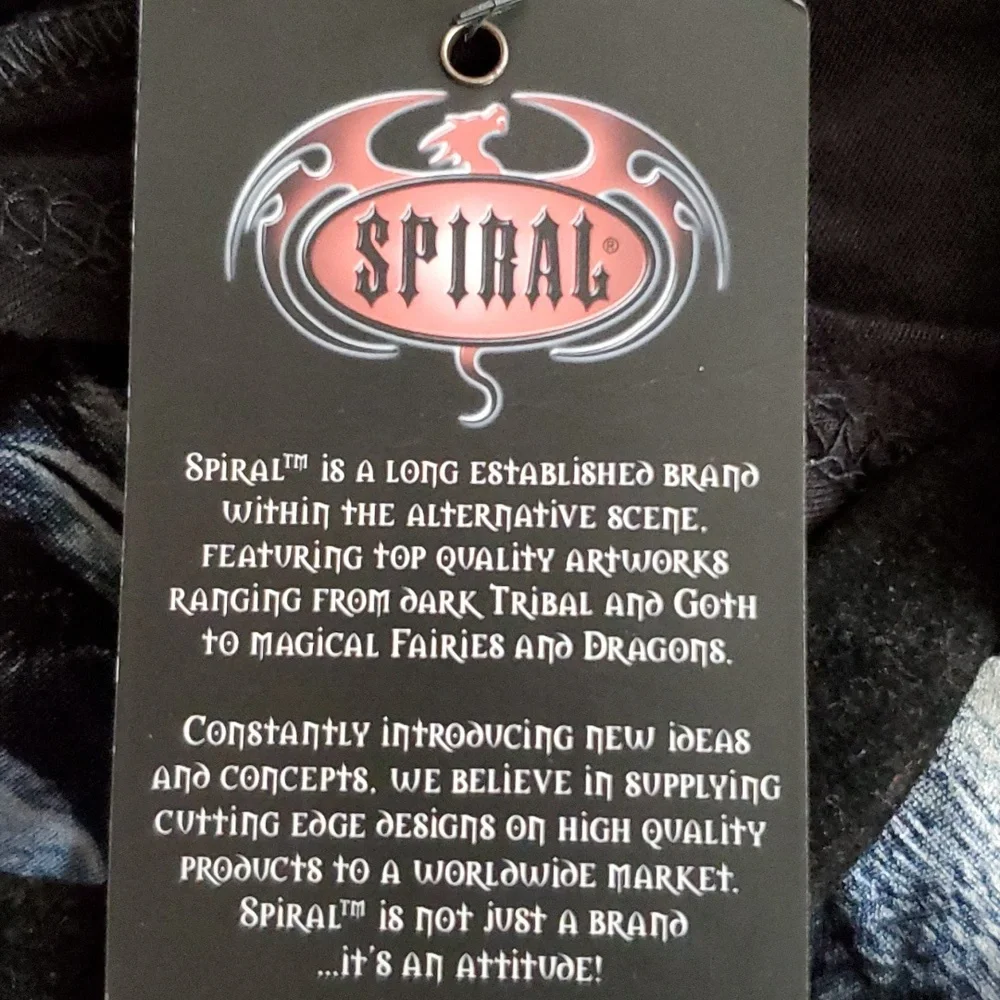 SPIRAL®
SPiRAL™ iS A LONG ESTABLiSHED BRAND
WiTHiN THE ALTERNATiVE SCENE,
FEATURiNG TOP QUALiTY ARTWORKS
RANGiNG FROM DARK TRiBAL AND GOTH
TO MAGiCAL FAiRiES AND DRAGONS.
CONSTANTLY iNTRODUCiNG NEW iDEAS
AND CONCEPTS, WE BELiEVE iN SUPPLYiNG
CUTTiNG EDGE DESiGNS ON HiGH QUALiTY
PRODUCTS TO A WORLDWiDE MARKET.
SPiRAL™ iS NOT JUST A BRAND
...iT'S AN ATTiTUDE!